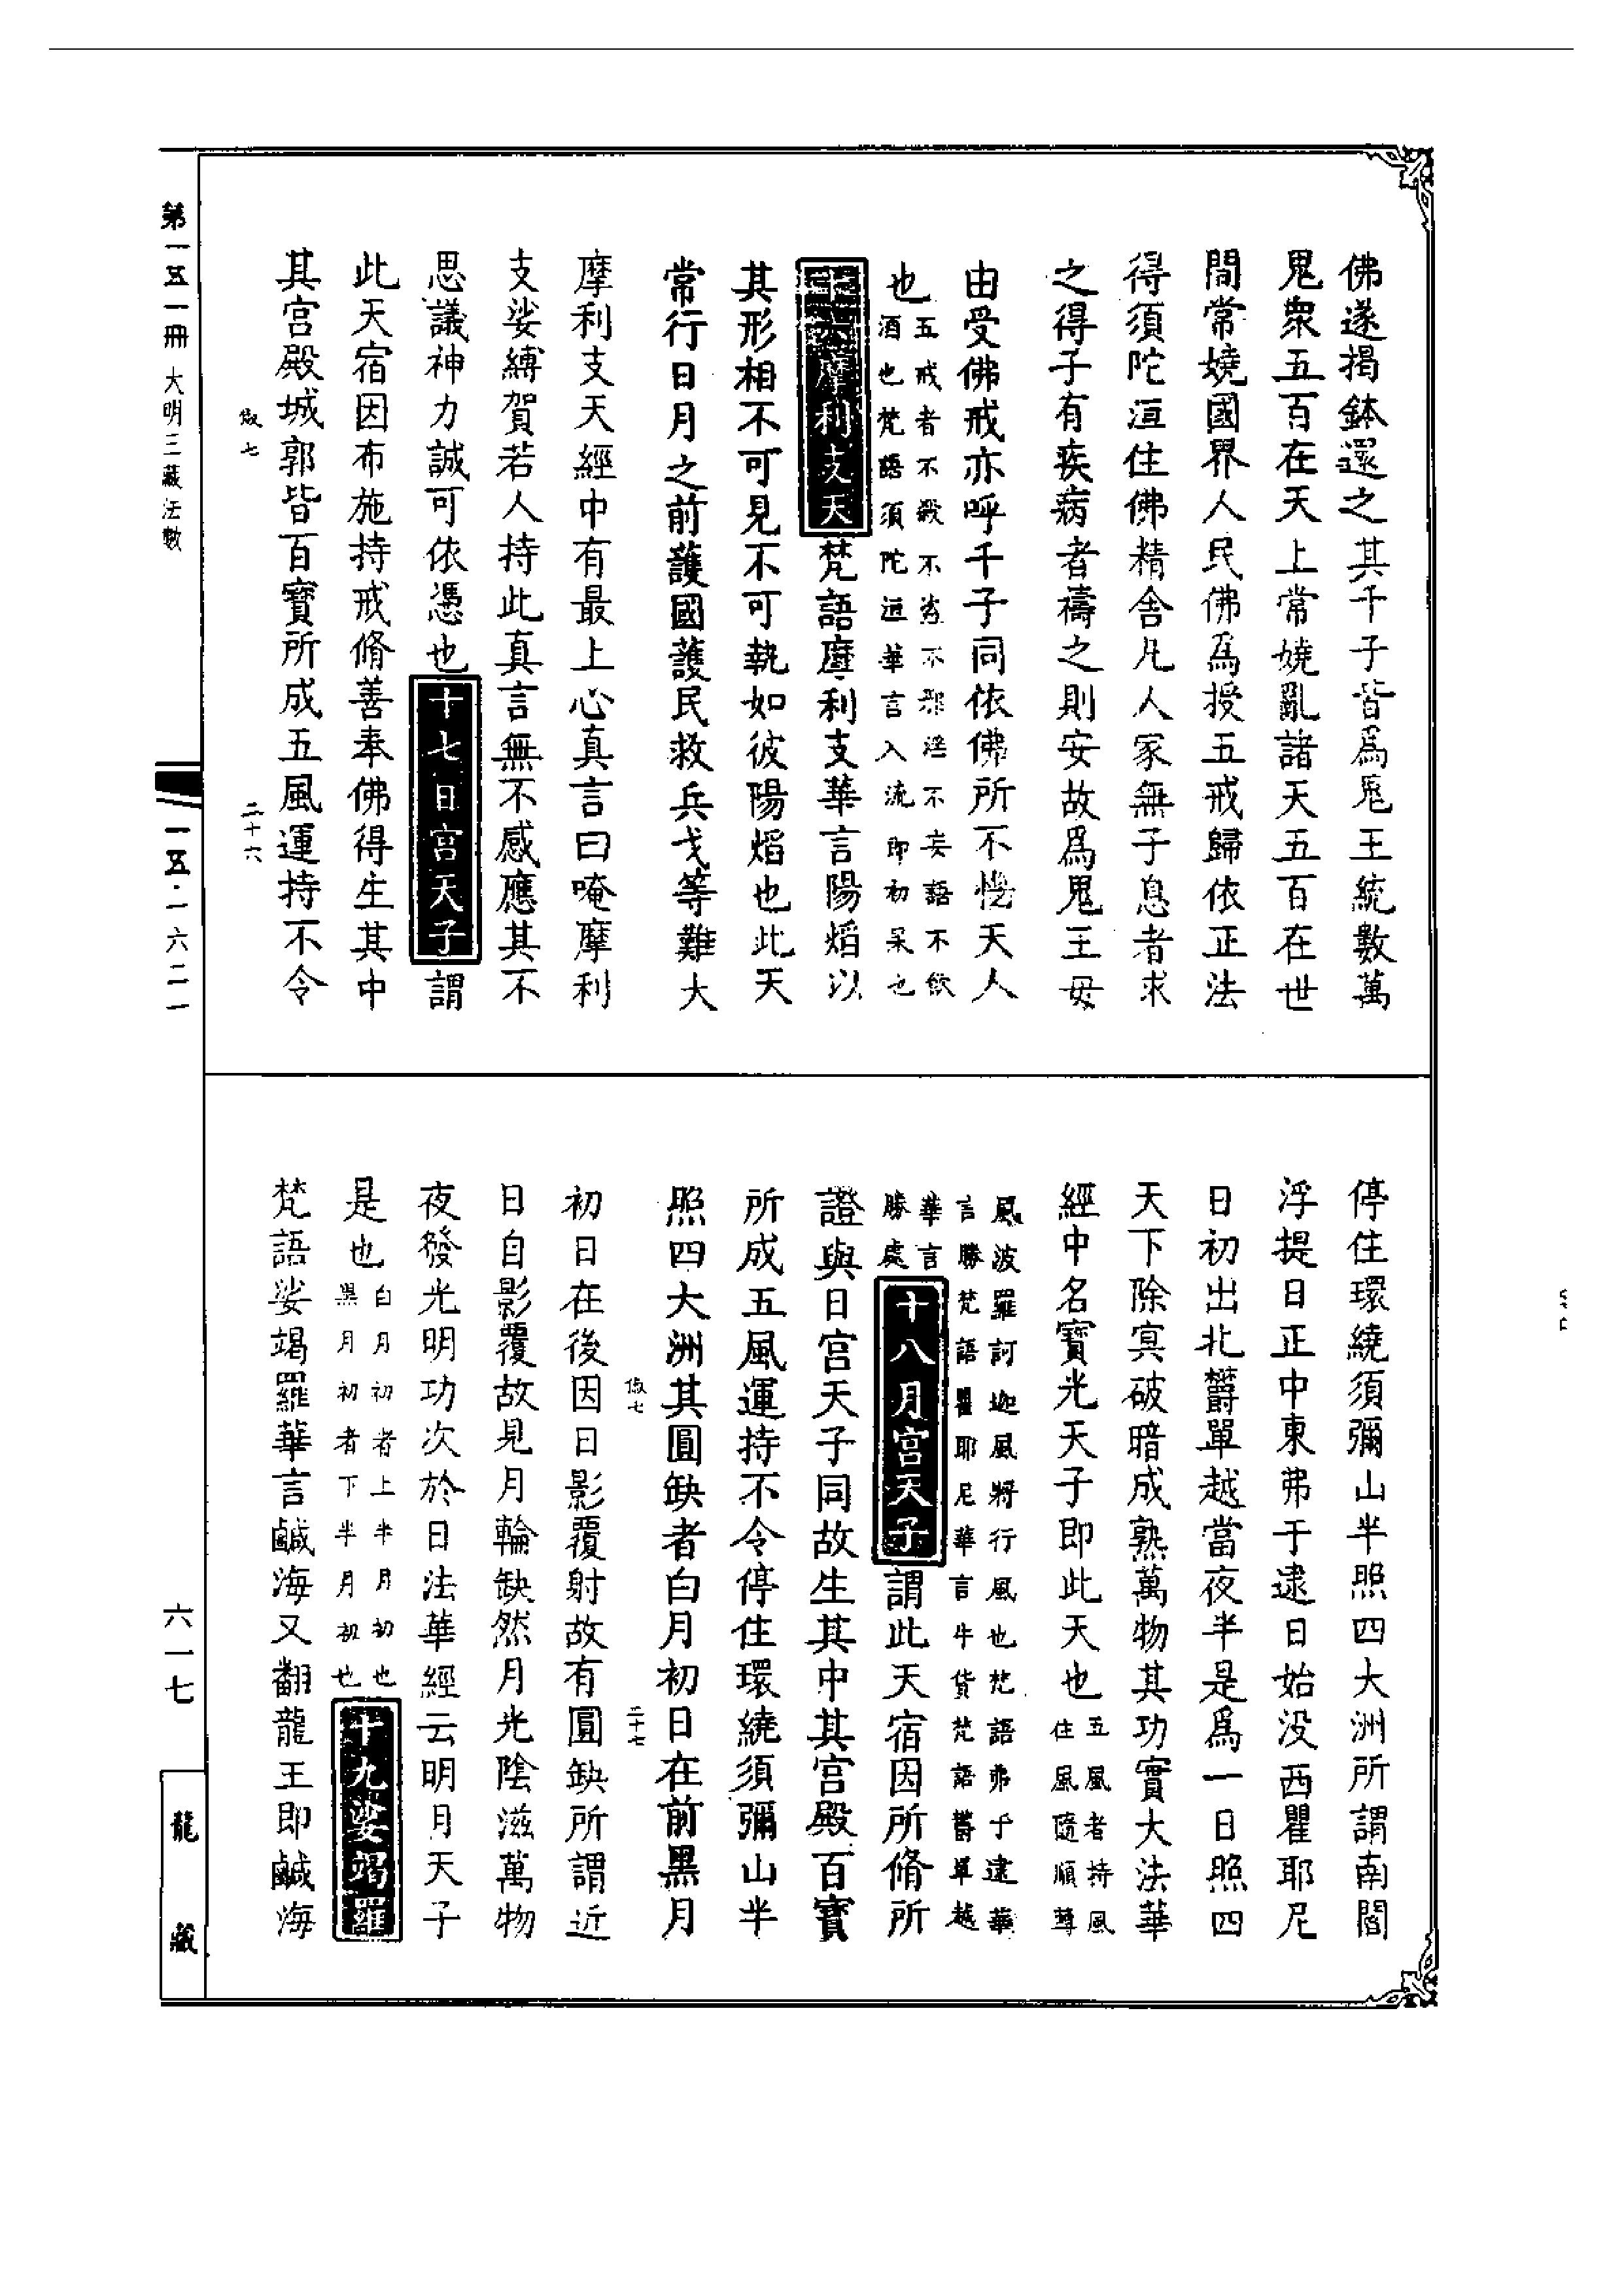 佛遂揭鉢還之其千子皆爲鬼王統數萬
鬼衆五百在天上常嬈亂諸天五百在世
間常嬈國界人民佛爲授五戒歸依正法
得須陀洹住佛精舍凡人家無子息者求
之得子有疾病者禱之則安故爲鬼王母
由受佛戒亦呼千子同依佛所不惱天人
也五戒者不殺不盜不邪淫不妄語不飲
酒也梵語須陀洹華言入流即初果也
十六摩利支天梵語摩利支華言陽焰以
其形相不可見不可執如彼陽焰也此天
常行日月之前護國護民救兵戈等難大
摩利支天經中有最上心真言曰唵摩利
支娑縛賀若人持此真言無不感應其不
思議神力誠可依憑也十七日宮天子謂
此天宿因布施持戒脩善奉佛得生其中
其宮殿城郭皆百寶所成五風運持不令
停住環繞須彌山半照四大洲所謂南閻
浮提日正中東弗于逮日始没西瞿耶尼
日初出北鬱單越當夜半是爲一日照四
天下除冥破暗成熟萬物其功實大法華
經中名寶光天子即此天也五風者持風
住風隨順轉
風波羅訶迦風將行風也梵語弗于逮華
言勝梵語瞿耶尼華言牛貨梵語鬱單越
華言
勝處十八月宮天子謂此天宿因所脩所
證與日宮天子同故生其中其宮殿百寶
所成五風運持不令停住環繞須彌山半
照四大洲其圓缺者白月初日在前黑月
初日在後因日影覆射故有圓缺所謂近
日自影覆故見月輪缺然月光陰滋萬物
夜發光明功次於日法華經云明月天子
是也白月初者上半月初也
黑月初者下半月初也十九娑竭羅
梵語娑竭羅華言鹹海又翻龍王即鹹海
第一五一冊 大明三藏法數
一五一·一六二一
六一七
龍藏
二十六
二十七